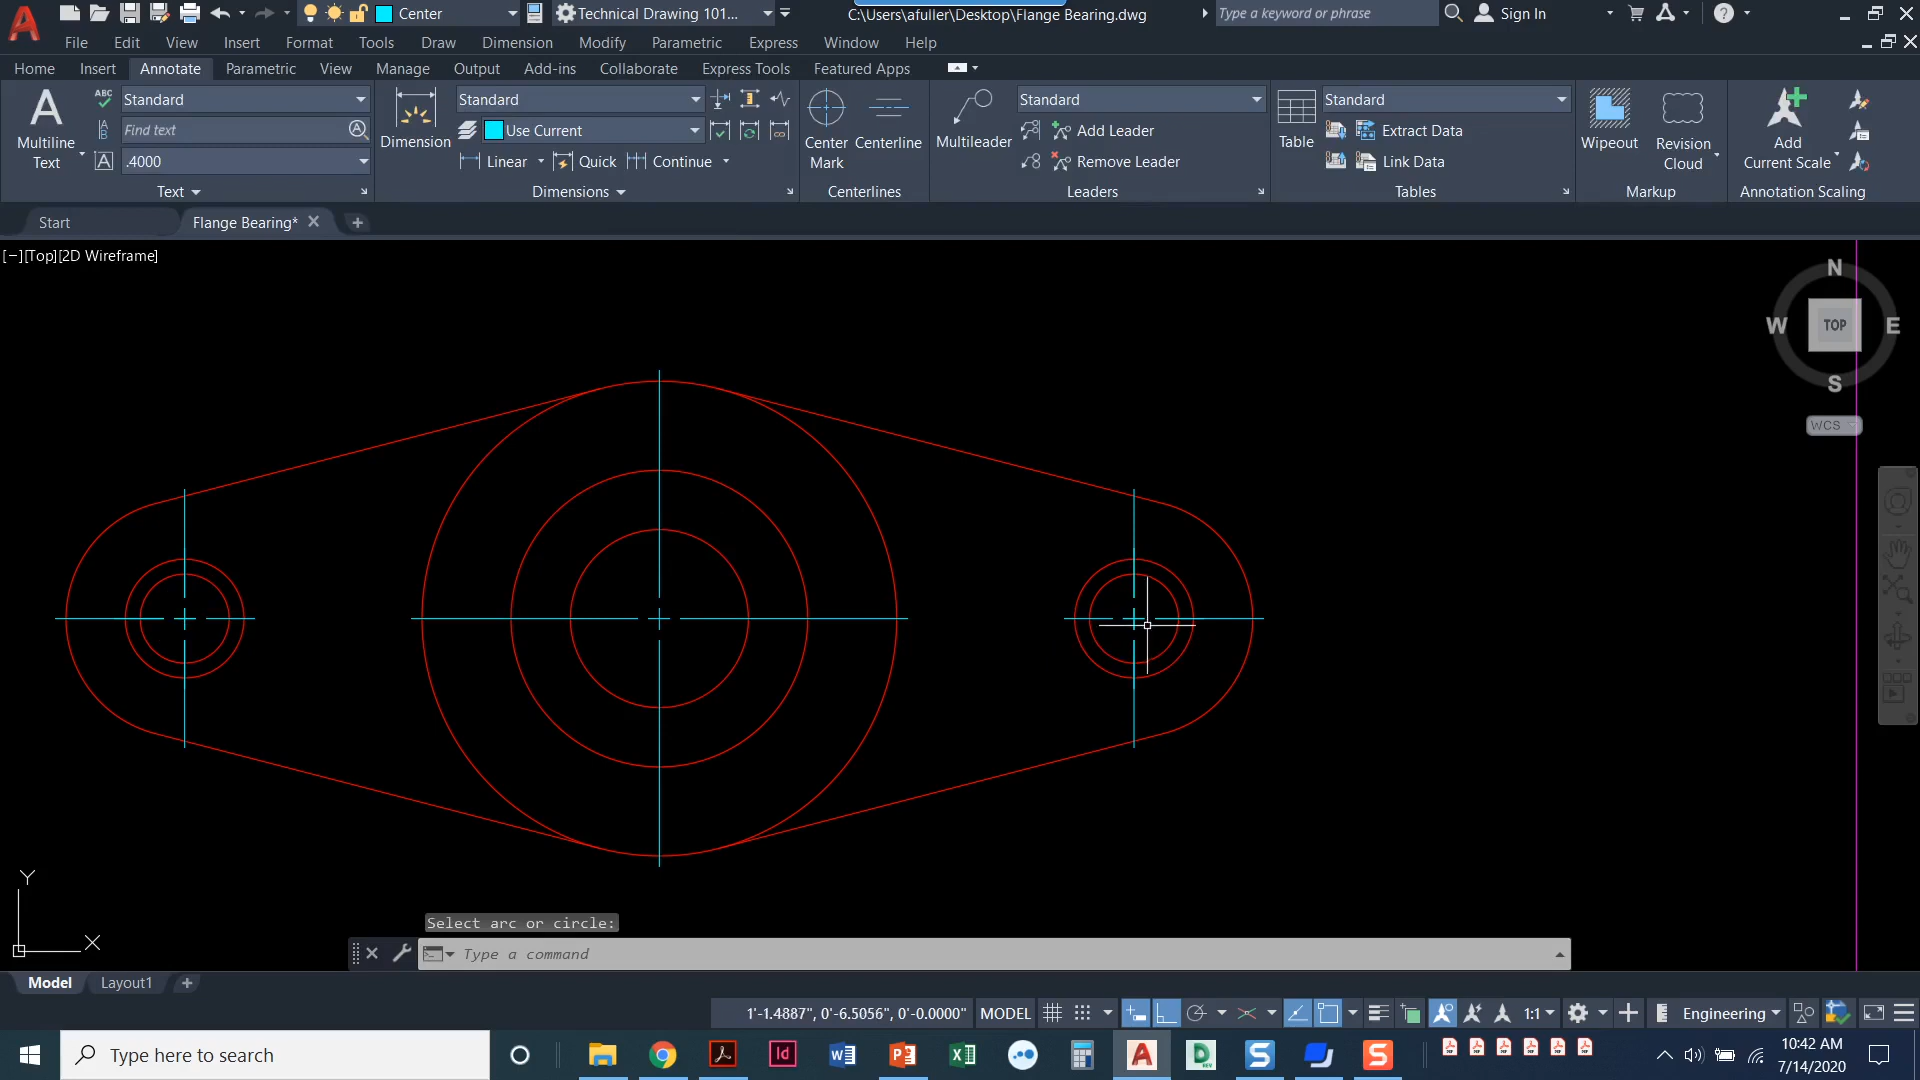 Center
Technical Drawing 101...
C:\Users\afuller\Desktop\Flange Bearing.dwg
Type a keyword or phrase
Sign In
File Edit View Insert Format Tools Draw Dimension Modify Parametric Express Window Help
Home Insert Annotate Parametric View Manage Output Add-ins Collaborate Express Tools Featured Apps
Multiline
Text
ABC
Standard
Find text
.4000
Text
Dimension
Standard
Use Current
Linear Quick Continue
Dimensions
Center
Mark
Centerline
Centerlines
Multileader
Standard
Add Leader
Remove Leader
Leaders
Table
Standard
Extract Data
Link Data
Tables
Wipeout
Revision
Cloud
Markup
Add
Current Scale
Annotation Scaling
Start
Flange Bearing*
[−][Top][2D Wireframe]
N
W TOP E
S
WCS
Y
X
Select arc or circle:
Type a command
Model Layout1
1'-1.4887", 0'-6.5056", 0'-0.0000" MODEL 1:1 Engineering
Type here to search
10:42 AM
7/14/2020